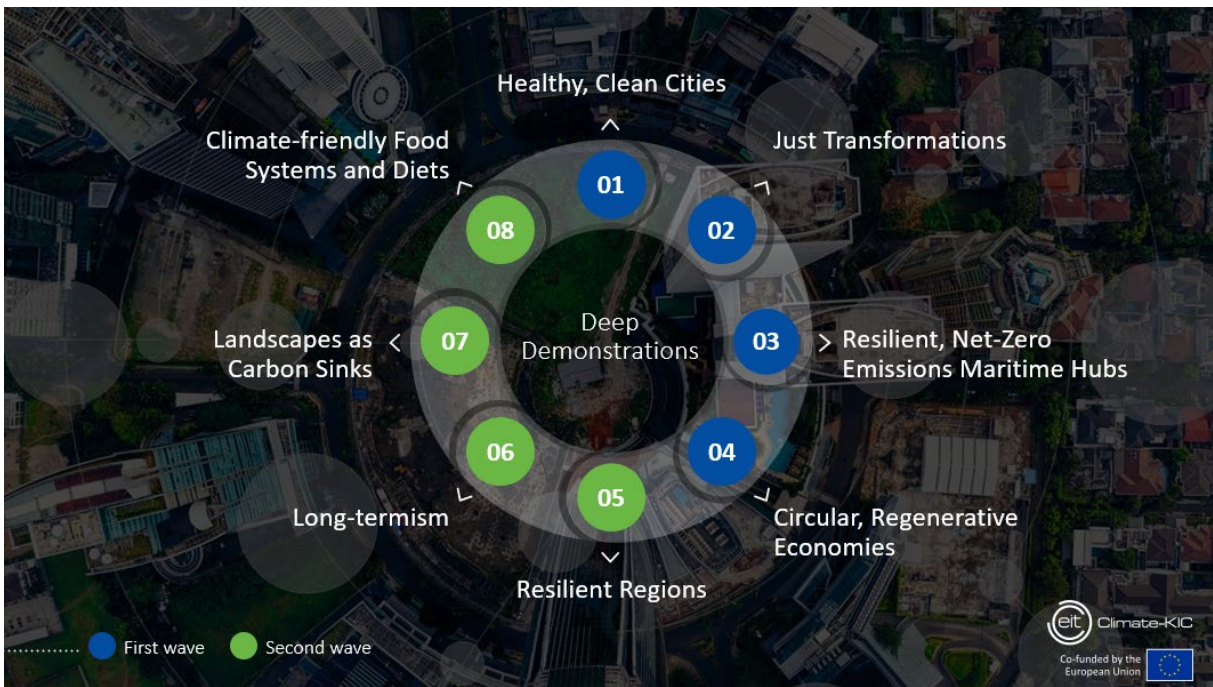 Healthy, Clean Cities
Climate-friendly Food
Systems and Diets
Just Transformations
01
08
02
Landscapes as
Carbon Sinks
07
Deep
Demonstrations
03
Resilient, Net-Zero
Emissions Maritime Hubs
06
04
05
Long-termism
Circular, Regenerative
Economies
Resilient Regions
First wave
Second wave
eit Climate-KIC
Co-funded by the
European Union